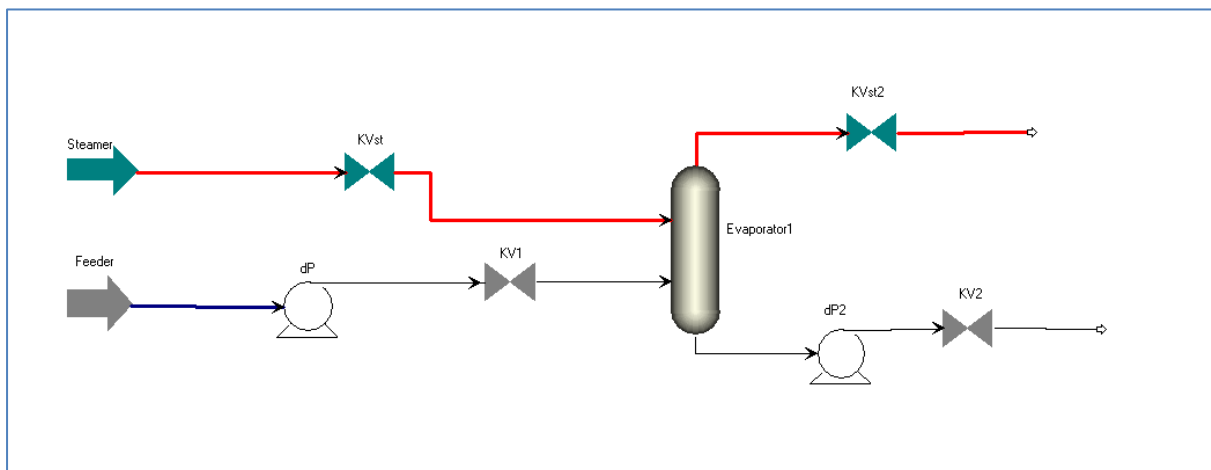 KVst2
Steamer
KVst
Evaporator1
Feeder
dP
KV1
dP2
KV2